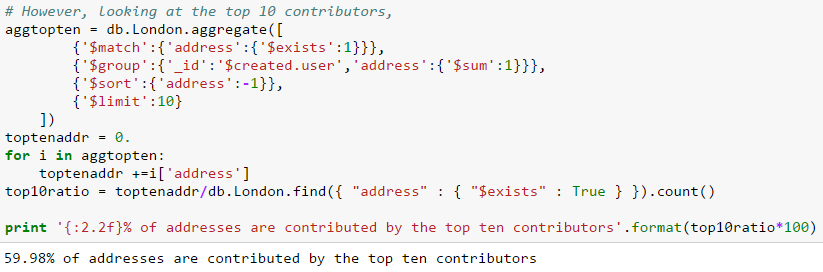 # However, looking at the top 10 contributors,
aggtopten = db.London.aggregate([
        {'$match':{'address':{'$exists':1}}},
        {'$group':{'_id':'$created.user','address':{'$sum':1}}},
        {'$sort':{'address':-1}},
        {'$limit':10}
    ])
toptenaddr = 0.
for i in aggtopten:
    toptenaddr +=i['address']
top10ratio = toptenaddr/db.London.find({ "address" : { "$exists" : True } }).count()
print '{:2.2f}% of addresses are contributed by the top ten contributors'.format(top10ratio*100)
59.98% of addresses are contributed by the top ten contributors